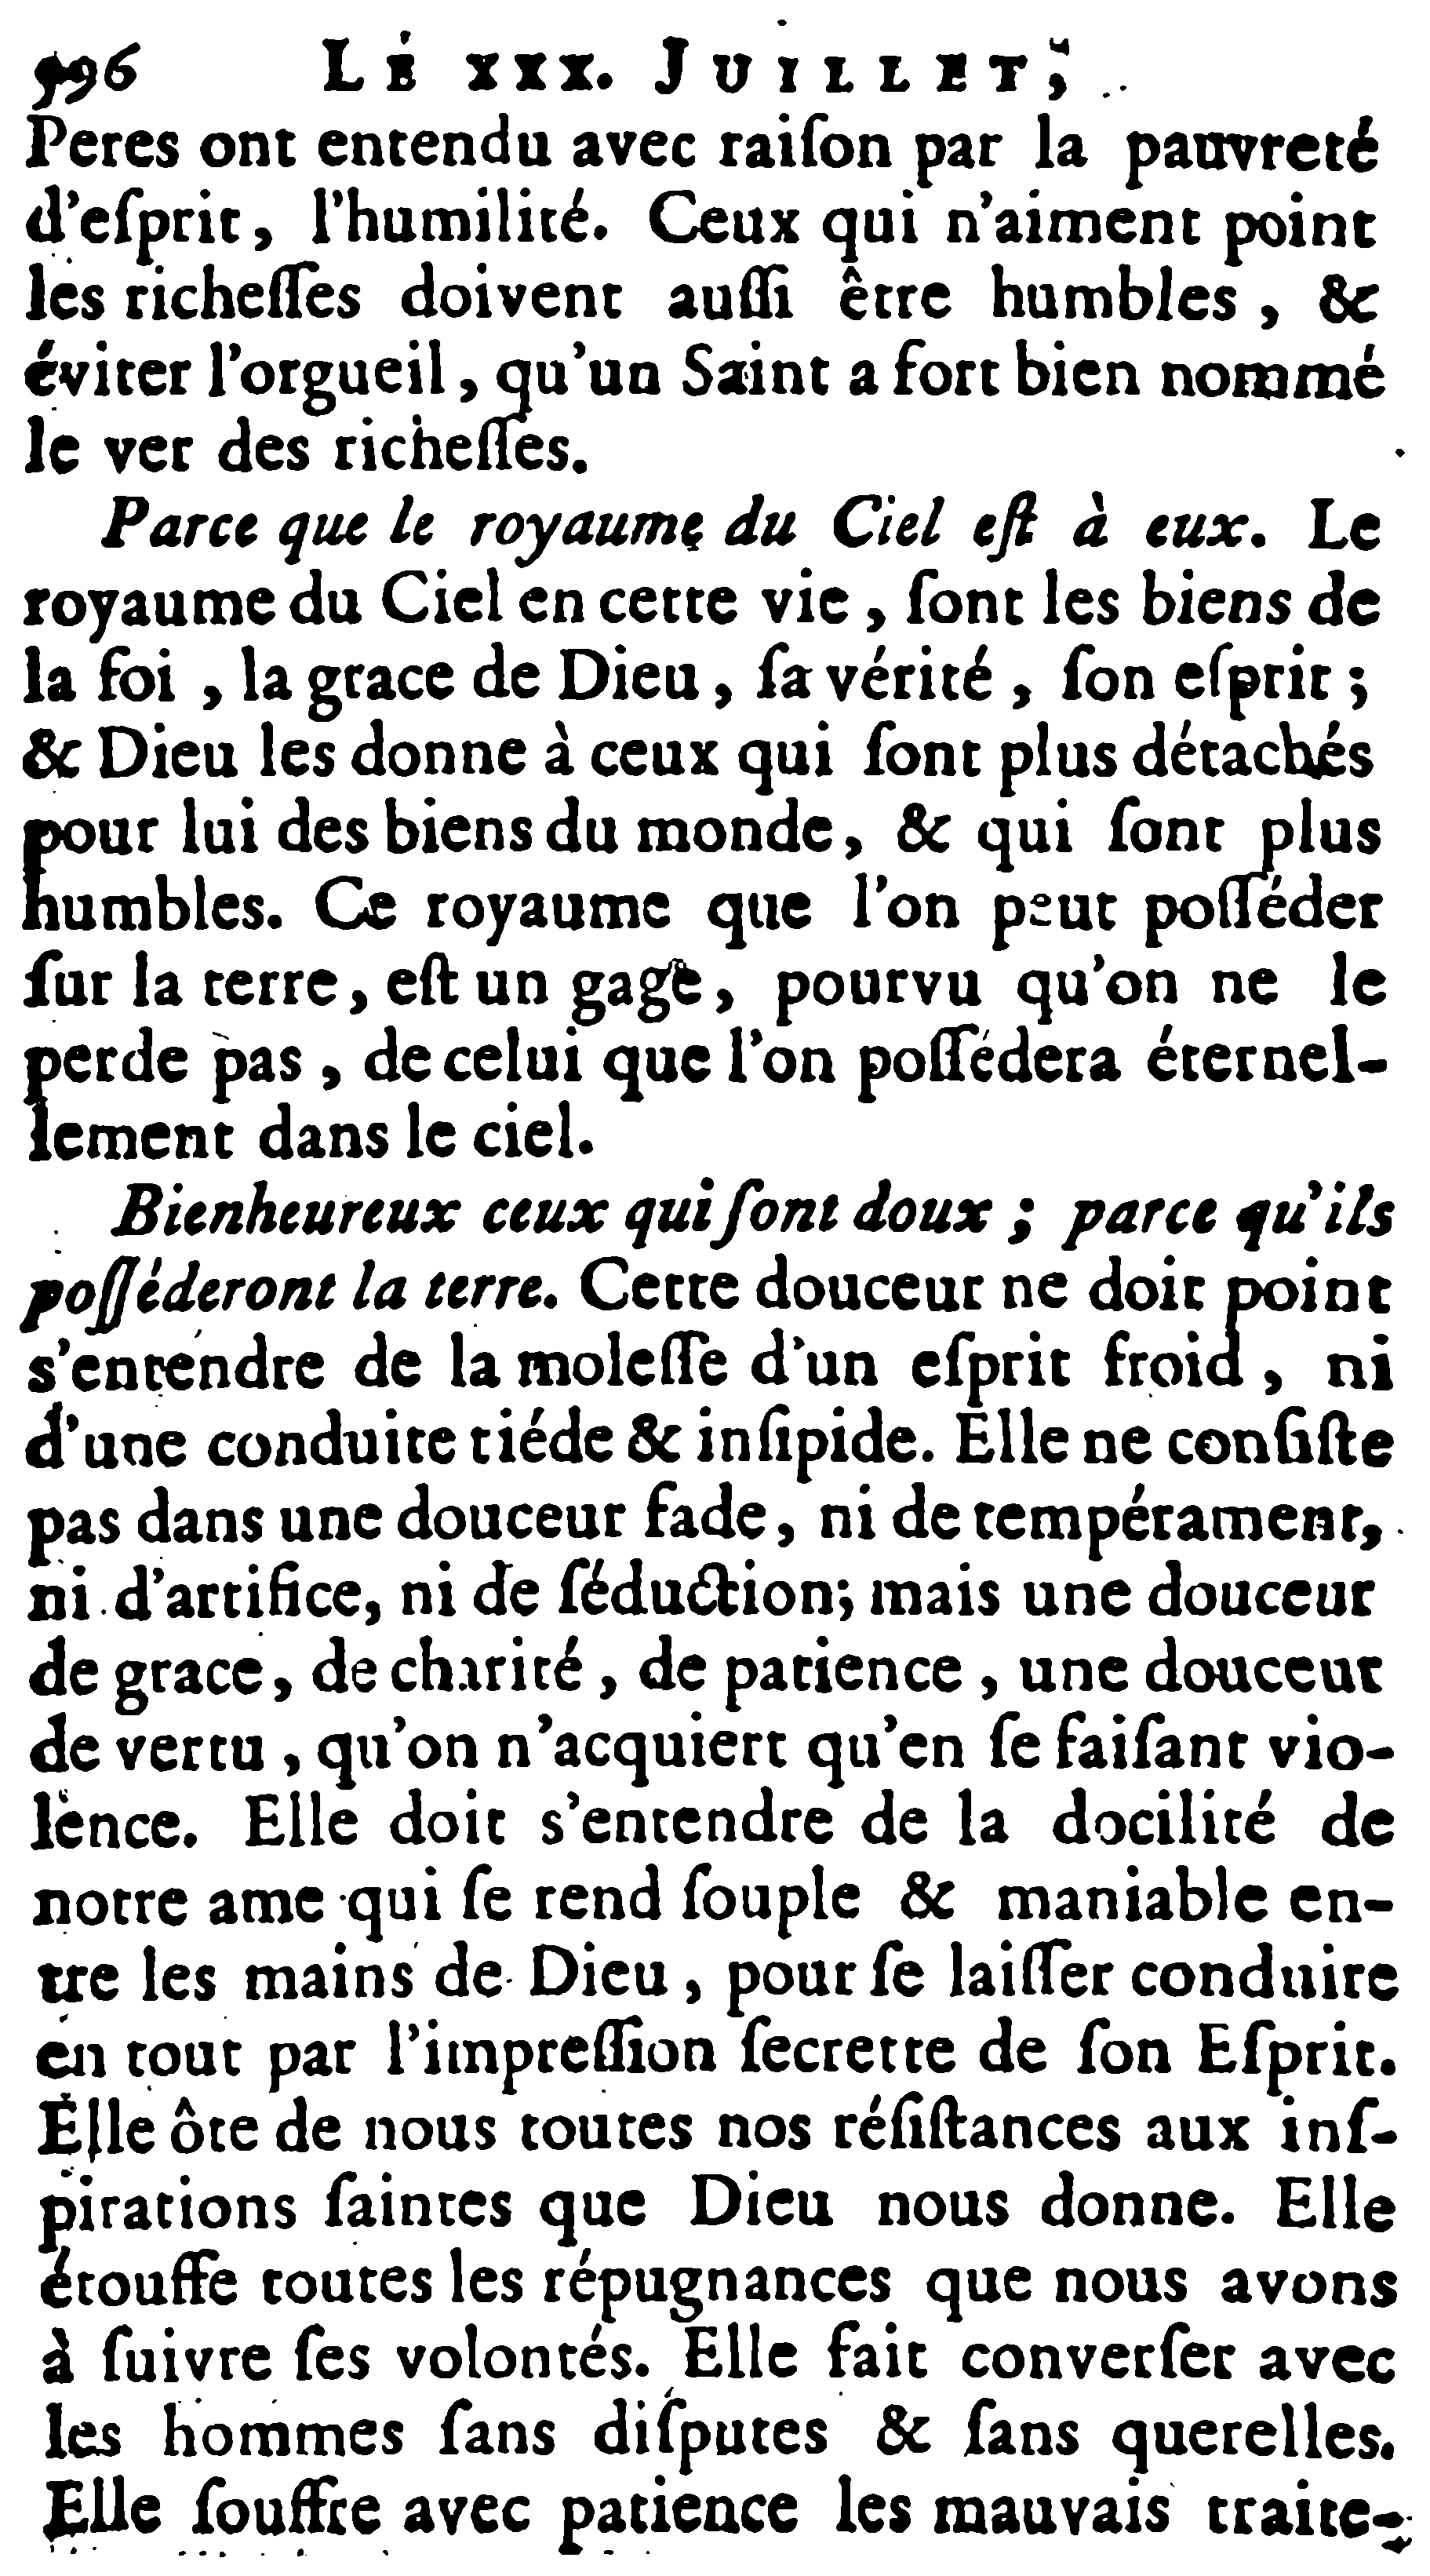 596 LE XXX. JUILLET,
Peres ont entendu avec raiſon par la pauvreté
d'eſprit, l'humilité. Ceux qui n'aiment point
les richeſſes doivent auſſi être humbles, &
éviter l'orgueil, qu'un Saint a fort bien nommé
le ver des richeſſes.
Parce que le royaume du Ciel eſt à eux. Le
royaume du Ciel en cette vie, ſont les biens de
la foi, la grace de Dieu, ſa vérité, ſon eſprit;
& Dieu les donne à ceux qui ſont plus détachés
pour lui des biens du monde, & qui ſont plus
humbles. Ce royaume que l'on peut poſſéder
ſur la terre, eſt un gage, pourvu qu'on ne le
perde pas, de celui que l'on poſſédera éternel-
lement dans le ciel.
Bienheureux ceux qui ſont doux; parce qu'ils
poſſéderont la terre. Cette douceur ne doit point
s'entendre de la moleſſe d'un eſprit froid, ni
d'une conduite tiéde & inſipide. Elle ne conſiſte
pas dans une douceur fade, ni de tempérament,
ni d'artifice, ni de ſéduction; mais une douceur
de grace, de charité, de patience, une douceur
de vertu, qu'on n'acquiert qu'en ſe faiſant vio-
lence. Elle doit s'entendre de la docilité de
notre ame qui ſe rend ſouple & maniable en-
tre les mains de Dieu, pour ſe laiſſer conduire
en tout par l'impreſſion ſecrette de ſon Eſprit.
Elle ôte de nous toutes nos réſiſtances aux inſ-
pirations ſaintes que Dieu nous donne. Elle
étouffe toutes les répugnances que nous avons
à ſuivre ſes volontés. Elle fait converſer avec
les hommes ſans diſputes & ſans querelles.
Elle ſouffre avec patience les mauvais traite-